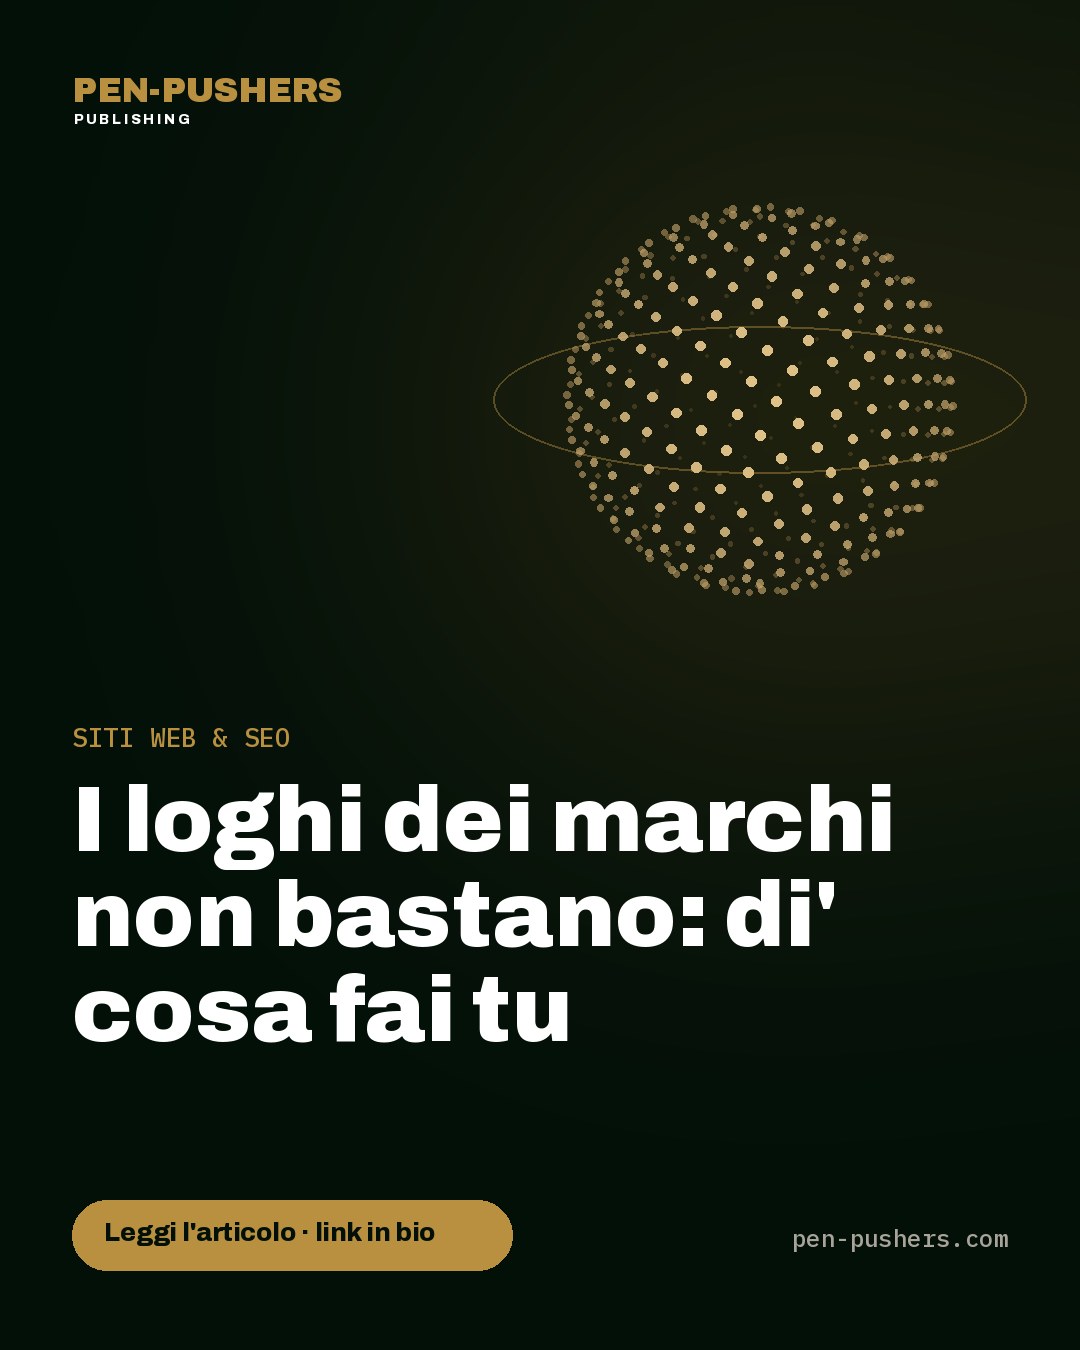 PEN-PUSHERS
PUBLISHING
SITI WEB & SEO
I loghi dei marchi
non bastano: di'
cosa fai tu
Leggi l'articolo · link in bio
pen-pushers.com